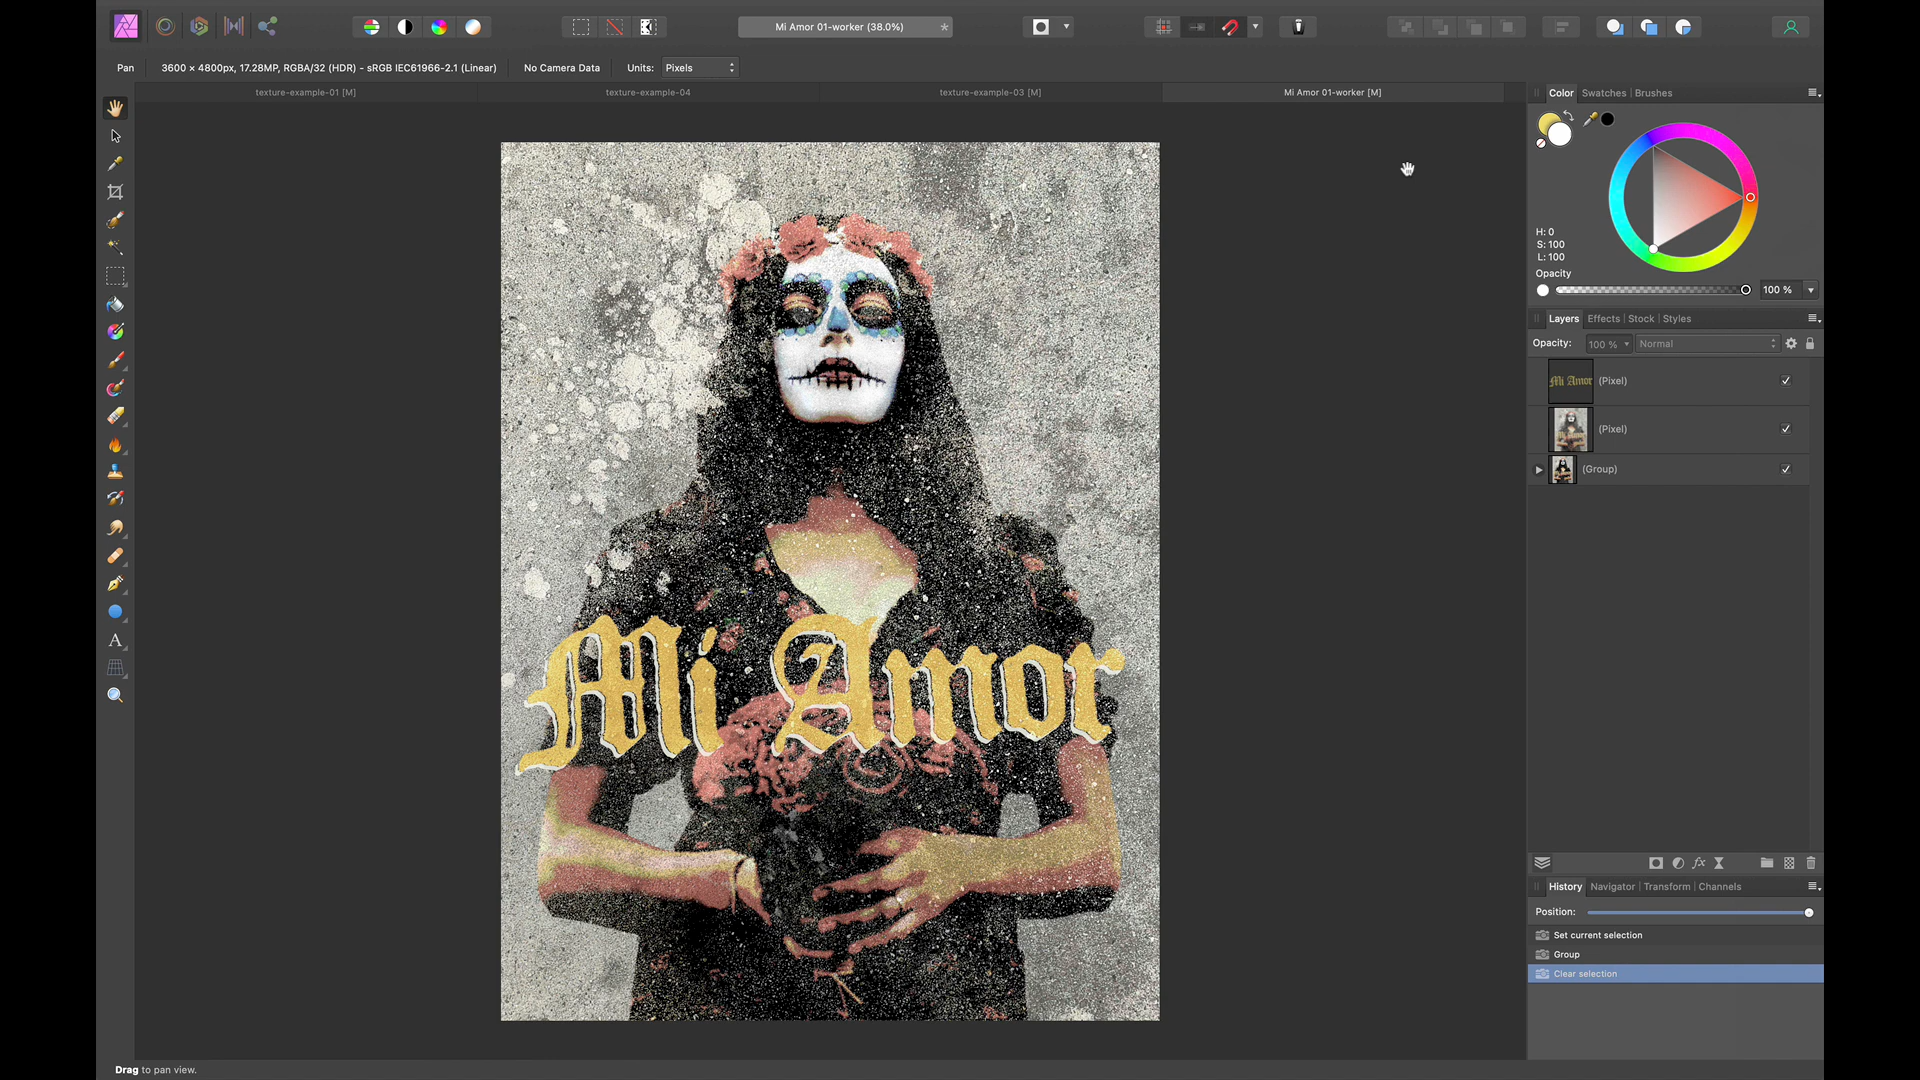 Mi Amor 01-worker (38.0%)
*
Pan
3600 × 4800px, 17.28MP, RGBA/32 (HDR) - sRGB IEC61966-2.1 (Linear)
No Camera Data
Units:
Pixels
texture-example-01 [M]
texture-example-04
texture-example-03 [M]
Mi Amor 01-worker [M]
Color
Swatches
Brushes
H: 0
S: 100
L: 100
Opacity
100 %
Layers
Effects
Stock
Styles
Opacity:
100 %
Normal
Mi Amor
(Pixel)
(Pixel)
(Group)
Mi Amor
fx
History
Navigator
Transform
Channels
Position:
Set current selection
Group
Clear selection
A
Drag to pan view.